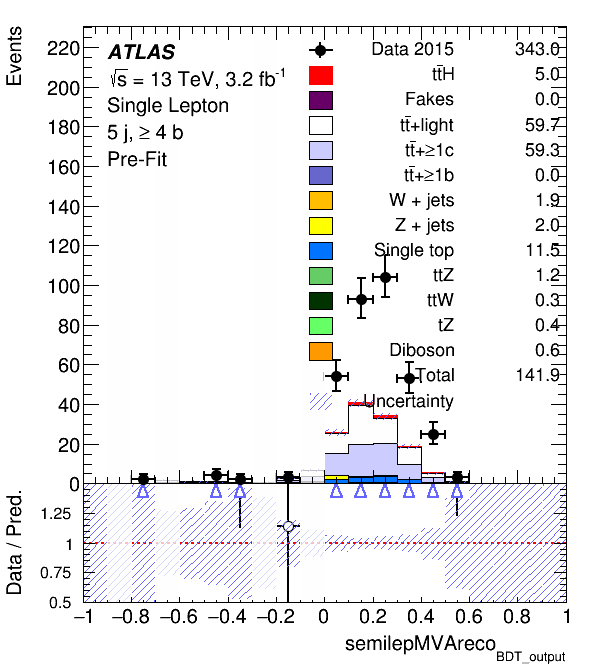 Events
220
200
180
160
140
120
100
80
60
40
20
0
ATLAS
√s = 13 TeV, 3.2 fb-1
Single Lepton
5 j, ≥ 4 b
Pre-Fit
Data 2015 343.0
tt̄H 5.0
Fakes 0.0
tt̄+light 59.7
tt̄+≥1c 59.3
tt̄+≥1b 0.0
W + jets 1.9
Z + jets 2.0
Single top 11.5
ttZ 1.2
ttW 0.3
tZ 0.4
Diboson 0.6
Total 141.9
Uncertainty
Data / Pred.
1.25
1
0.75
0.5
−1 −0.8 −0.6 −0.4 −0.2 0 0.2 0.4 0.6 0.8 1
semilepMVAreco_BDT_output